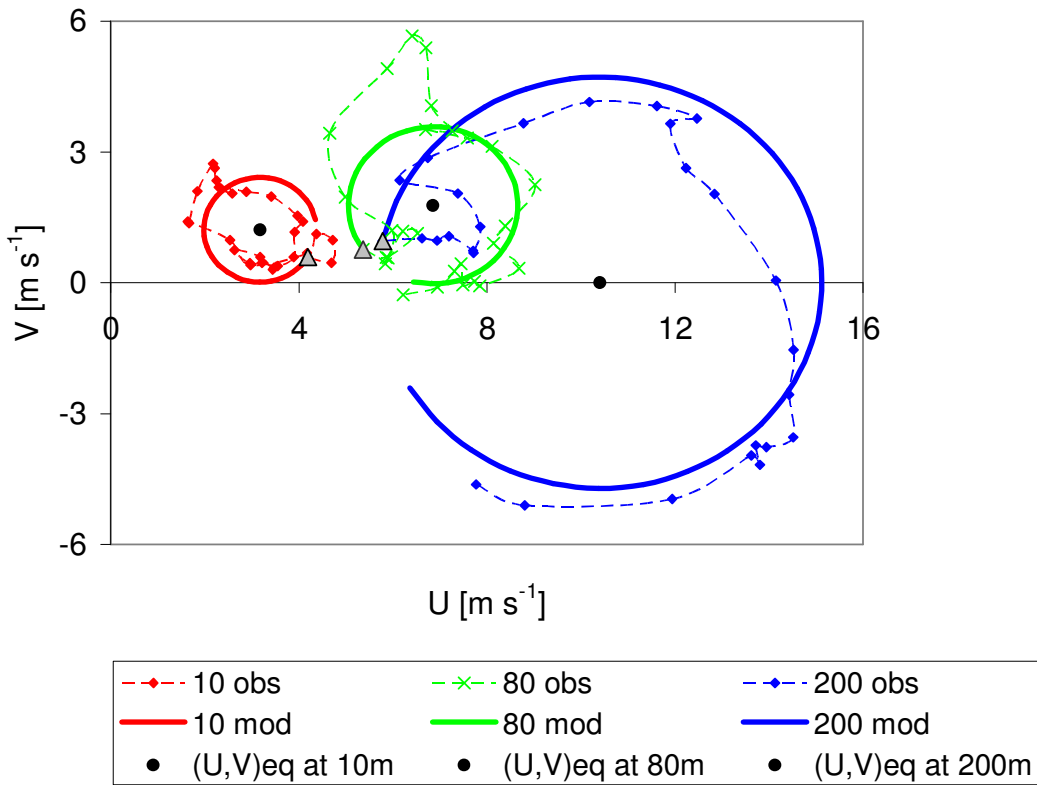 6
3
0
-3
-6
0 4 8 12 16
V [m s⁻¹]
U [m s⁻¹]
10 obs 80 obs 200 obs
10 mod 80 mod 200 mod
(U,V)eq at 10m (U,V)eq at 80m (U,V)eq at 200m